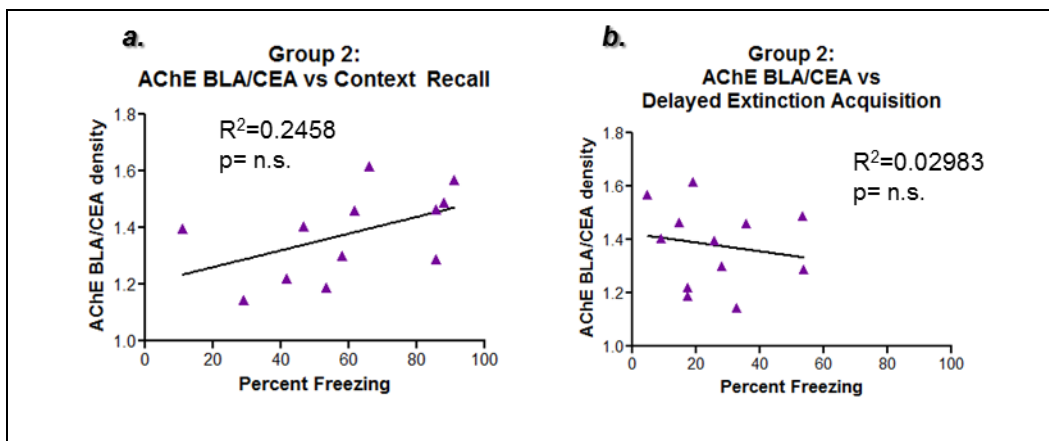 a.
Group 2:
AChE BLA/CEA vs Context Recall
R²=0.2458
p= n.s.
AChE BLA/CEA density
1.8
1.6
1.4
1.2
1.0
0 20 40 60 80 100
Percent Freezing
b.
Group 2:
AChE BLA/CEA vs
Delayed Extinction Acquisition
R²=0.02983
p= n.s.
AChE BLA/CEA density
1.8
1.6
1.4
1.2
1.0
0 20 40 60 80 100
Percent Freezing